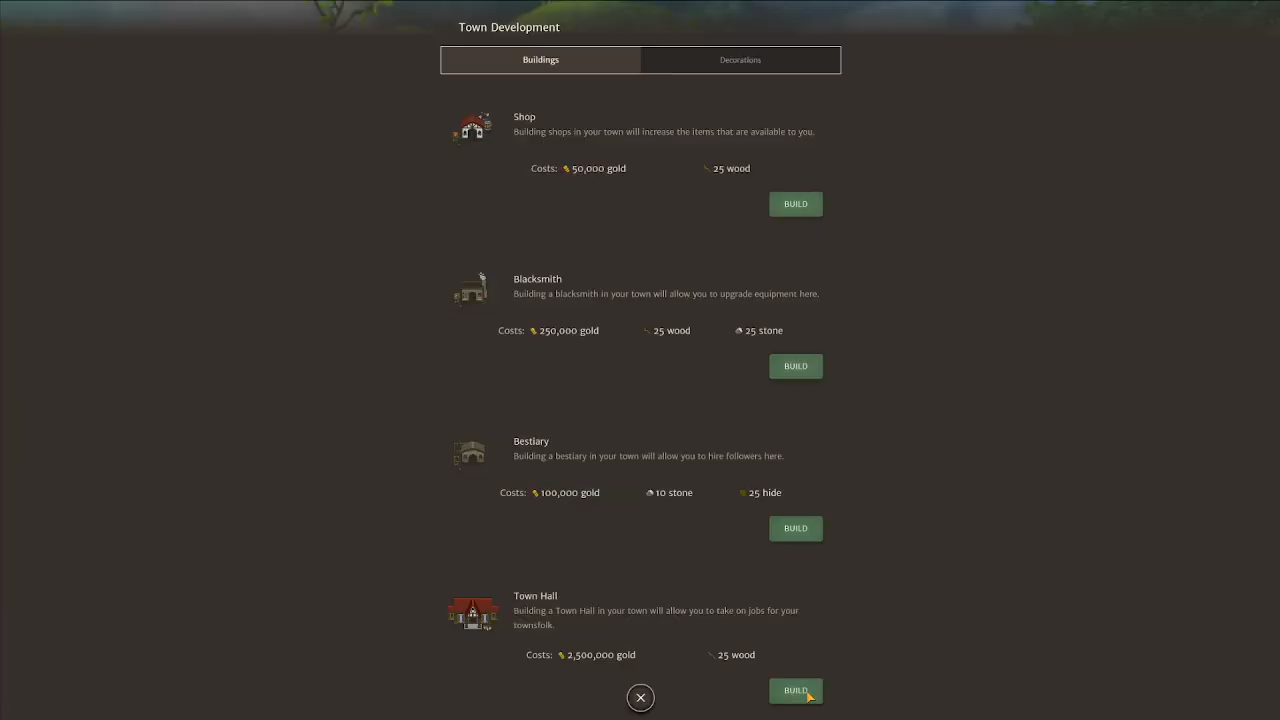 Town Development
Buildings
Decorations
Shop
Building shops in your town will increase the items that are available to you.
Costs: 50,000 gold 25 wood
BUILD
Blacksmith
Building a blacksmith in your town will allow you to upgrade equipment here.
Costs: 250,000 gold 25 wood 25 stone
BUILD
Bestiary
Building a bestiary in your town will allow you to hire followers here.
Costs: 100,000 gold 10 stone 25 hide
BUILD
Town Hall
Building a Town Hall in your town will allow you to take on jobs for your
townsfolk.
Costs: 2,500,000 gold 25 wood
BUILD